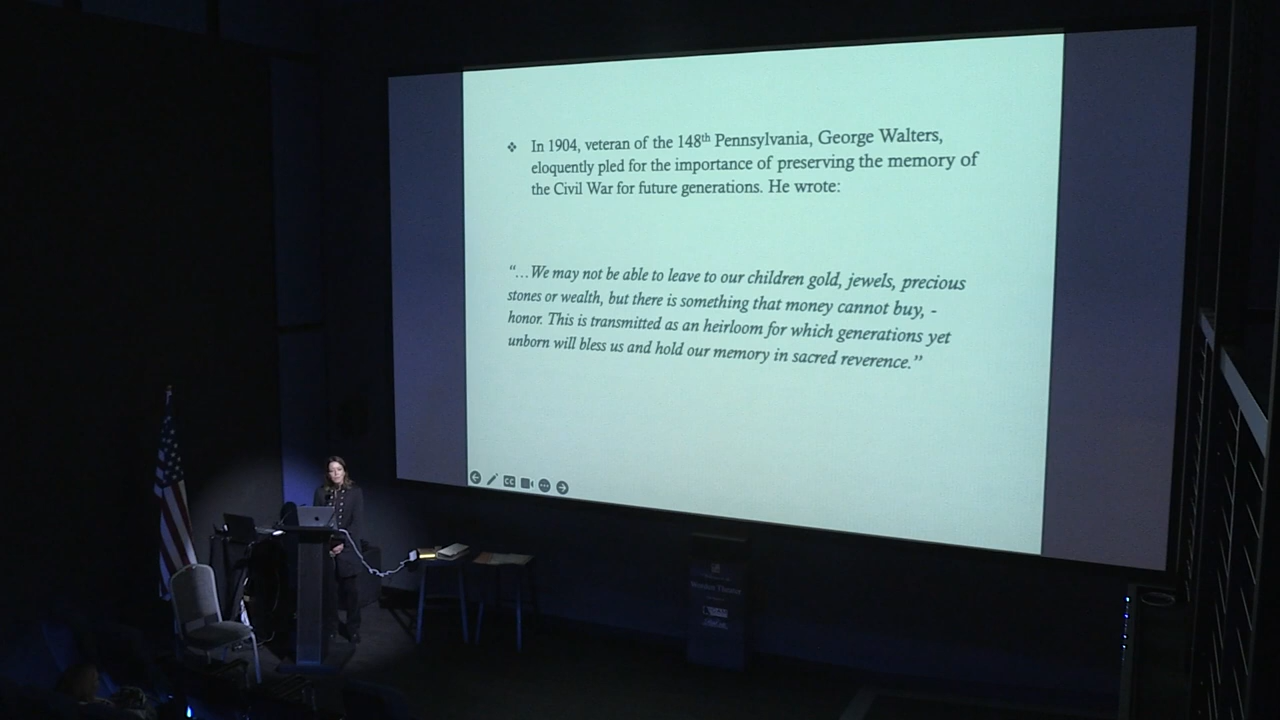 ❖ In 1904, veteran of the 148th Pennsylvania, George Walters,
eloquently pled for the importance of preserving the memory of
the Civil War for future generations. He wrote:
“…We may not be able to leave to our children gold, jewels, precious
stones or wealth, but there is something that money cannot buy, -
honor. This is transmitted as an heirloom for which generations yet
unborn will bless us and hold our memory in sacred reverence.”
CC
Theater